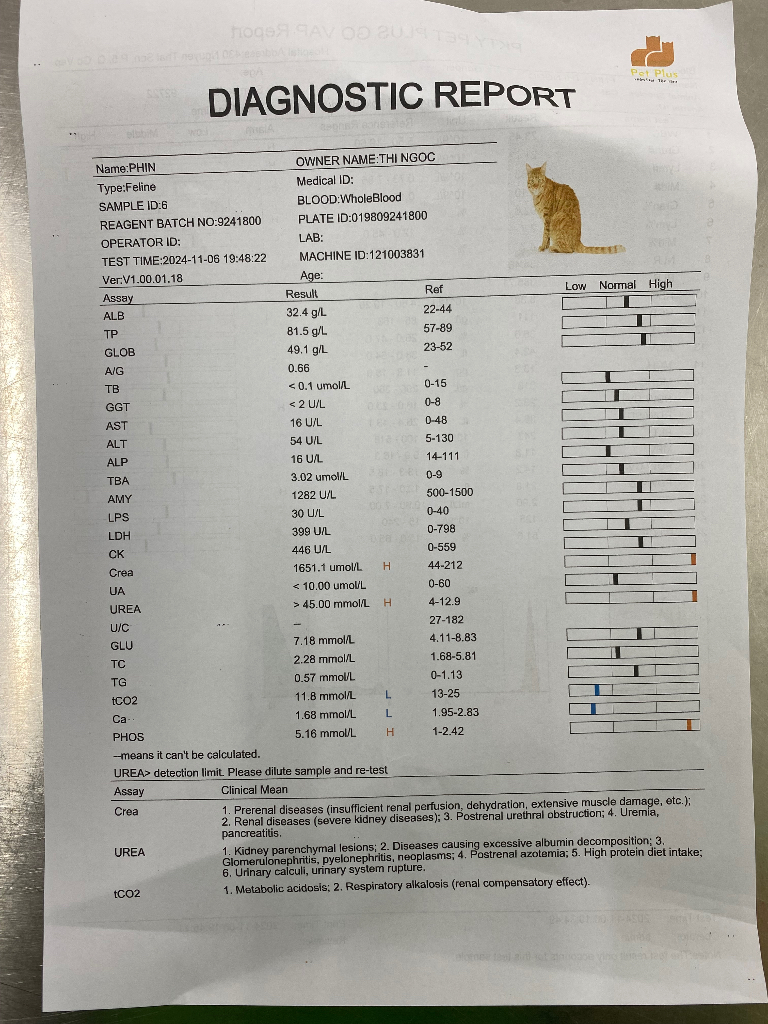 Pet Plus
DIAGNOSTIC REPORT
Name:PHIN OWNER NAME:THI NGOC
Type:Feline Medical ID:
SAMPLE ID:6 BLOOD:WholeBlood
REAGENT BATCH NO:9241800 PLATE ID:019809241800
OPERATOR ID: LAB:
TEST TIME:2024-11-06 19:48:22 MACHINE ID:121003831
Ver:V1.00.01.18 Age:
Assay Result Ref Low Normal High
ALB 32.4 g/L 22-44
TP 81.5 g/L 57-89
GLOB 49.1 g/L 23-52
A/G 0.66 -
TB < 0.1 umol/L 0-15
GGT < 2 U/L 0-8
AST 16 U/L 0-48
ALT 54 U/L 5-130
ALP 16 U/L 14-111
TBA 3.02 umol/L 0-9
AMY 1282 U/L 500-1500
LPS 30 U/L 0-40
LDH 399 U/L 0-798
CK 446 U/L 0-559
Crea 1651.1 umol/L H 44-212
UA < 10.00 umol/L 0-60
UREA > 45.00 mmol/L H 4-12.9
U/C -- 27-182
GLU 7.18 mmol/L 4.11-8.83
TC 2.28 mmol/L 1.68-5.81
TG 0.57 mmol/L 0-1.13
tCO2 11.8 mmol/L L 13-25
Ca 1.68 mmol/L L 1.95-2.83
PHOS 5.16 mmol/L H 1-2.42
--means it can't be calculated.
UREA> detection limit. Please dilute sample and re-test
Assay Clinical Mean
Crea 1. Prerenal diseases (insufficient renal perfusion, dehydration, extensive muscle damage, etc.);
2. Renal diseases (severe kidney diseases); 3. Postrenal urethral obstruction; 4. Uremia,
pancreatitis.
UREA 1. Kidney parenchymal lesions; 2. Diseases causing excessive albumin decomposition; 3.
Glomerulonephritis, pyelonephritis, neoplasms; 4. Postrenal azotamia; 5. High protein diet intake;
6. Urinary calculi, urinary system rupture.
tCO2 1. Metabolic acidosis; 2. Respiratory alkalosis (renal compensatory effect).